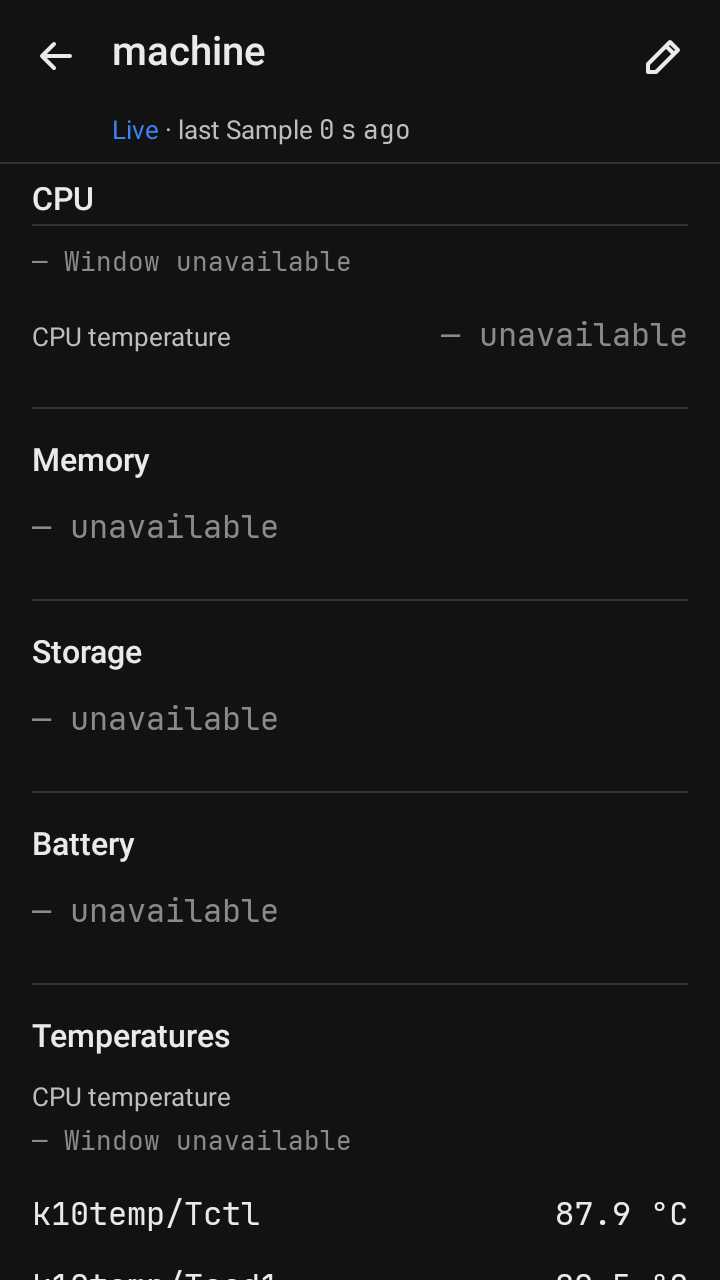 machine
Live · last Sample 0 s ago
CPU
— Window unavailable
CPU temperature — unavailable
Memory
— unavailable
Storage
— unavailable
Battery
— unavailable
Temperatures
CPU temperature
— Window unavailable
k10temp/Tctl 87.9 °C